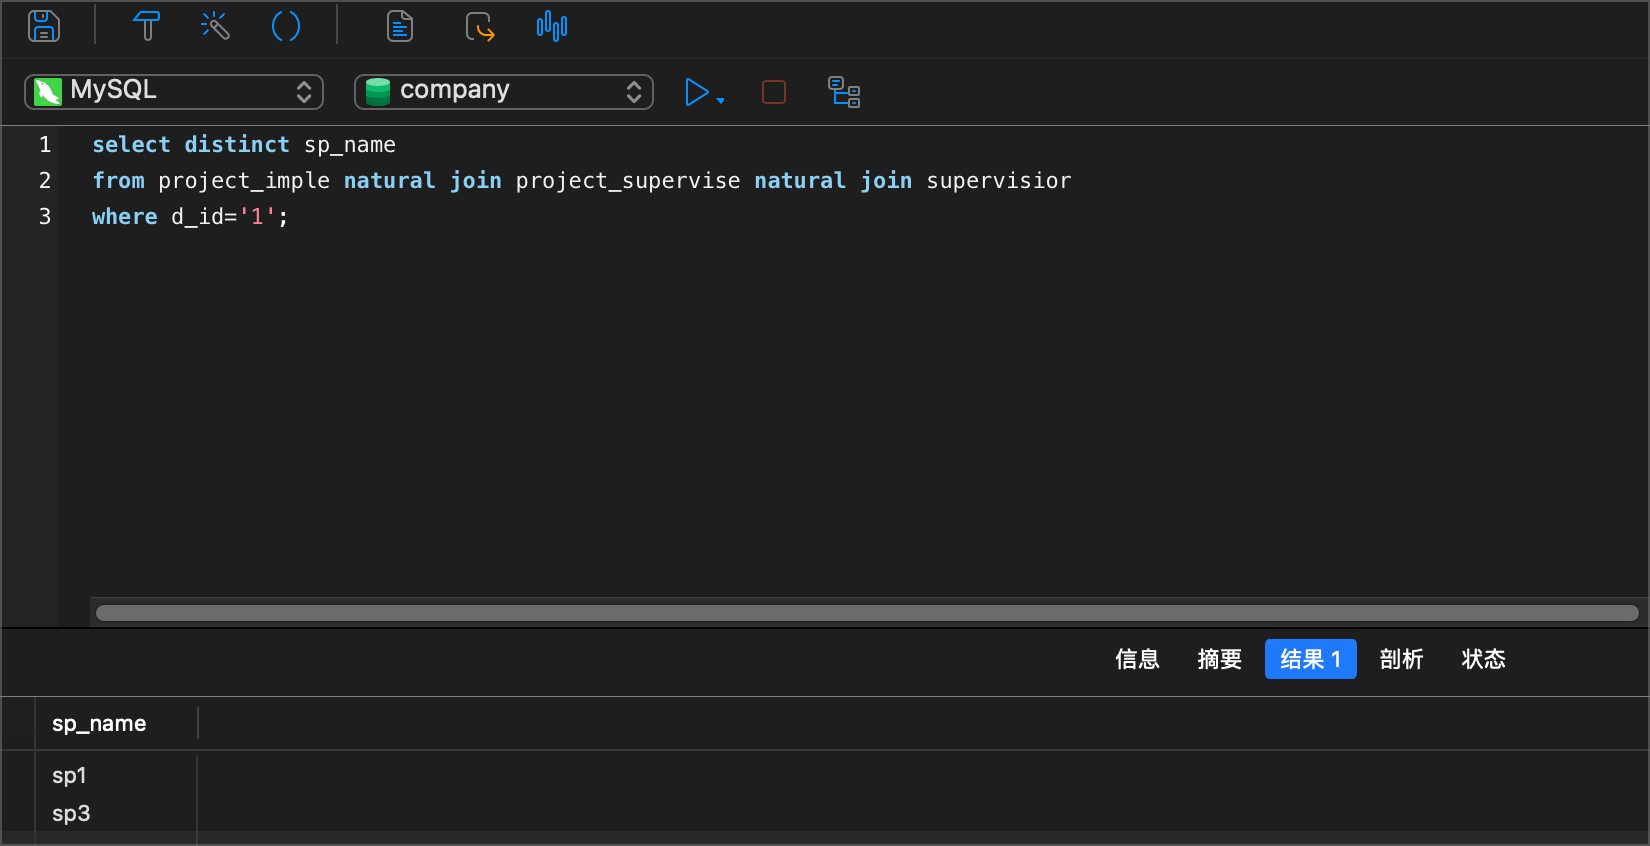 MySQL company
1 select distinct sp_name
2 from project_imple natural join project_supervise natural join supervisior
3 where d_id='1';
信息 摘要 结果 1 剖析 状态
sp_name
sp1
sp3